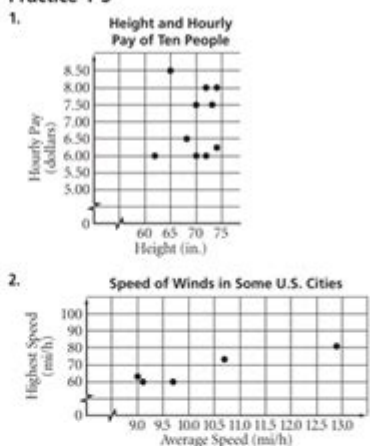 1.
Height and Hourly
Pay of Ten People
Hourly Pay
(dollars)
8.50
8.00
7.50
7.00
6.50
6.00
5.50
5.00
0
60 65 70 75
Height (in.)
2.
Speed of Winds in Some U.S. Cities
Highest Speed
(mi/h)
100
90
80
70
60
0
9.0 9.5 10.0 10.5 11.0 11.5 12.0 12.5 13.0
Average Speed (mi/h)